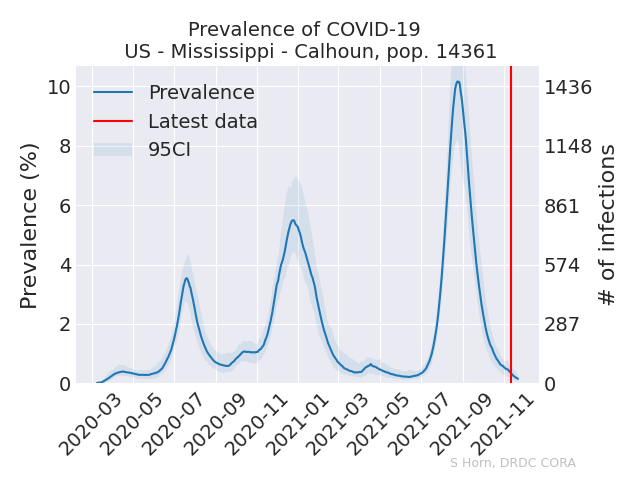 Prevalence of COVID-19
US - Mississippi - Calhoun, pop. 14361
Prevalence
Latest data
95CI
Prevalence (%)
10
8
6
4
2
0
1436
1148
861
574
287
0
# of infections
2020-03
2020-05
2020-07
2020-09
2020-11
2021-01
2021-03
2021-05
2021-07
2021-09
2021-11
S Horn, DRDC CORA